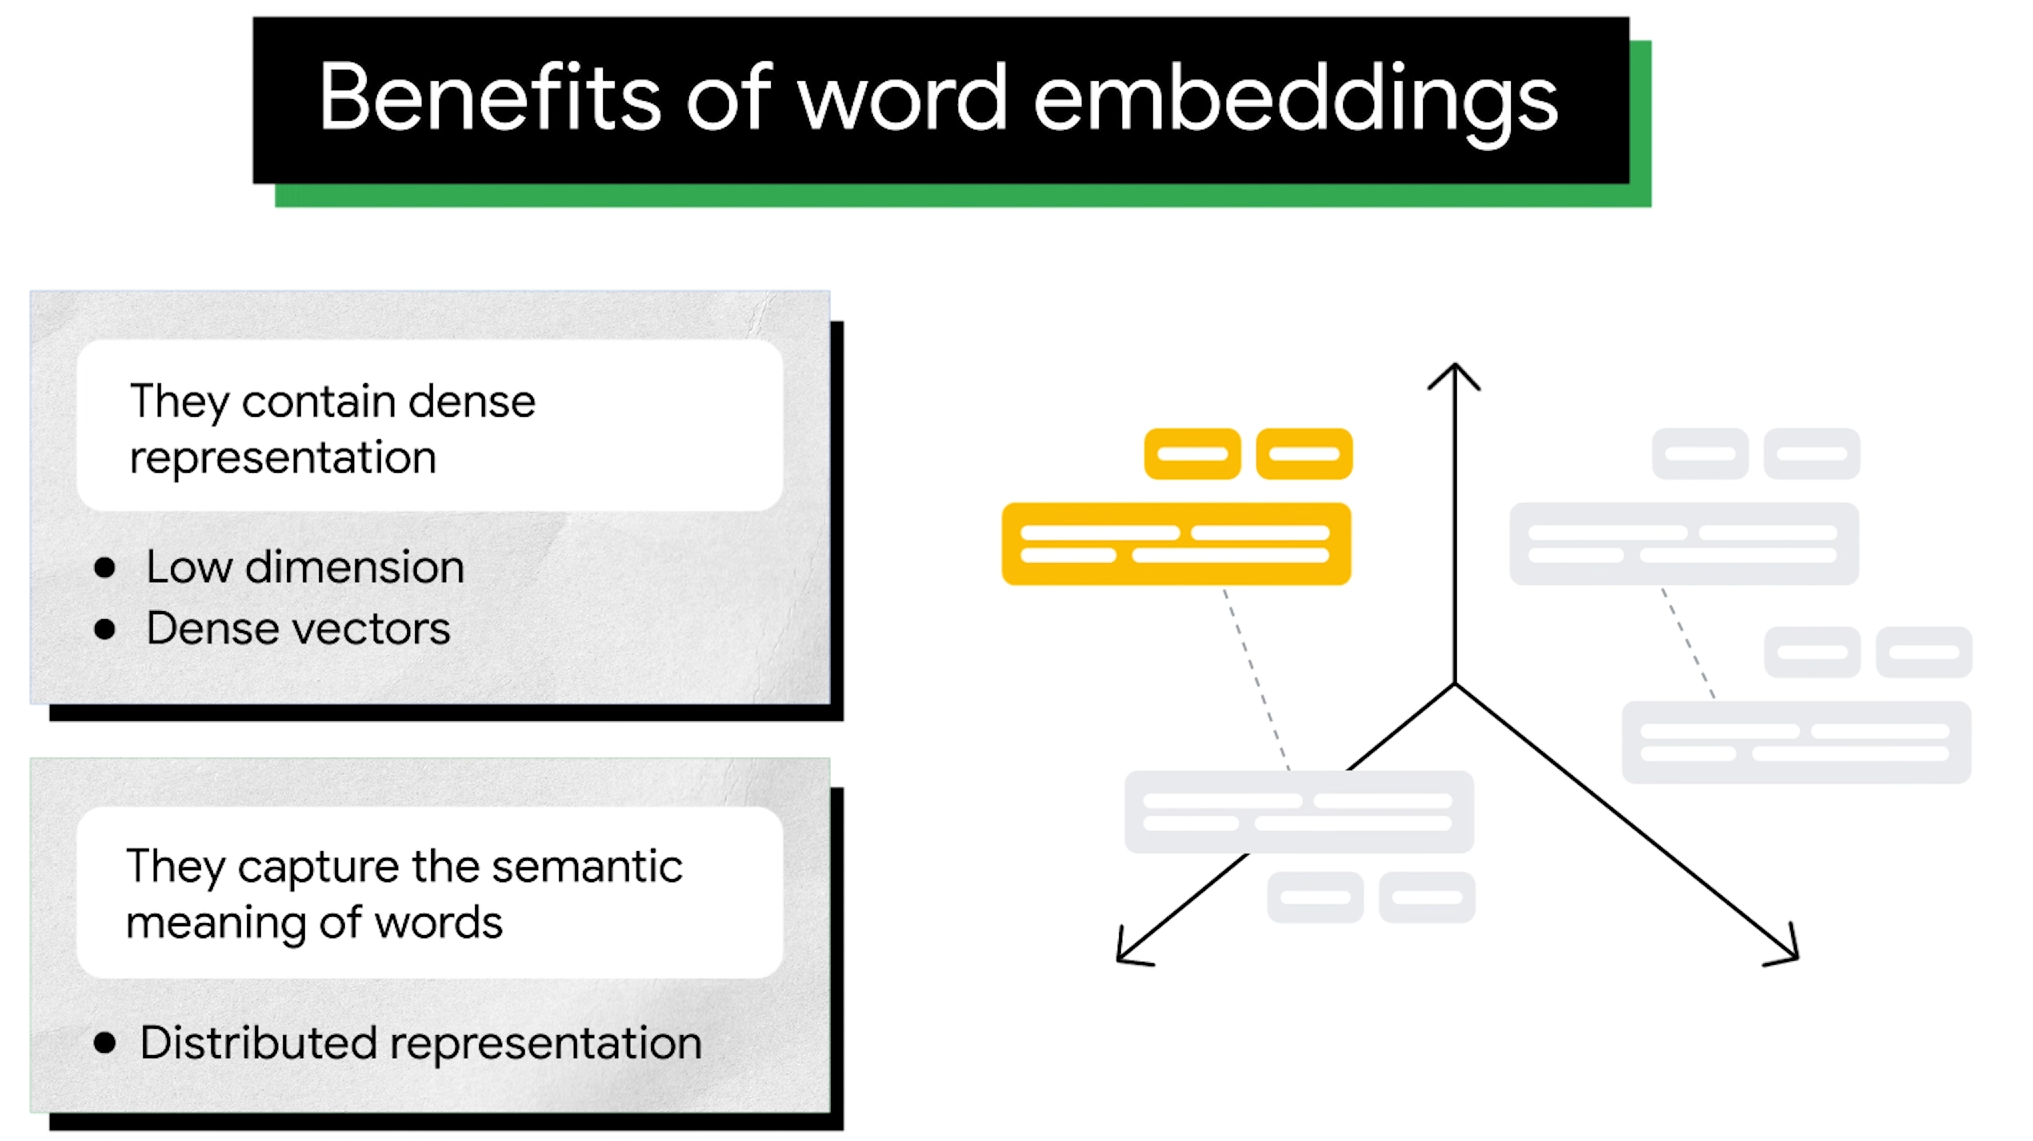 Benefits of word embeddings
They contain dense
representation
● Low dimension
● Dense vectors
They capture the semantic
meaning of words
● Distributed representation